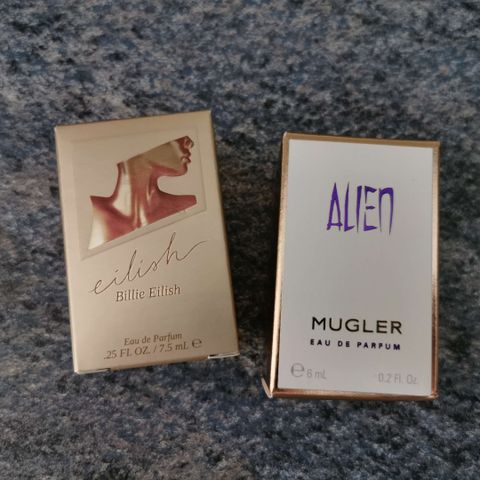 eilish
Billie Eilish
Eau de Parfum
.25 FL OZ. / 7.5 mL ℮
ALIEN
MUGLER
EAU DE PARFUM
℮ 6 mL - 0.2 Fl. Oz.